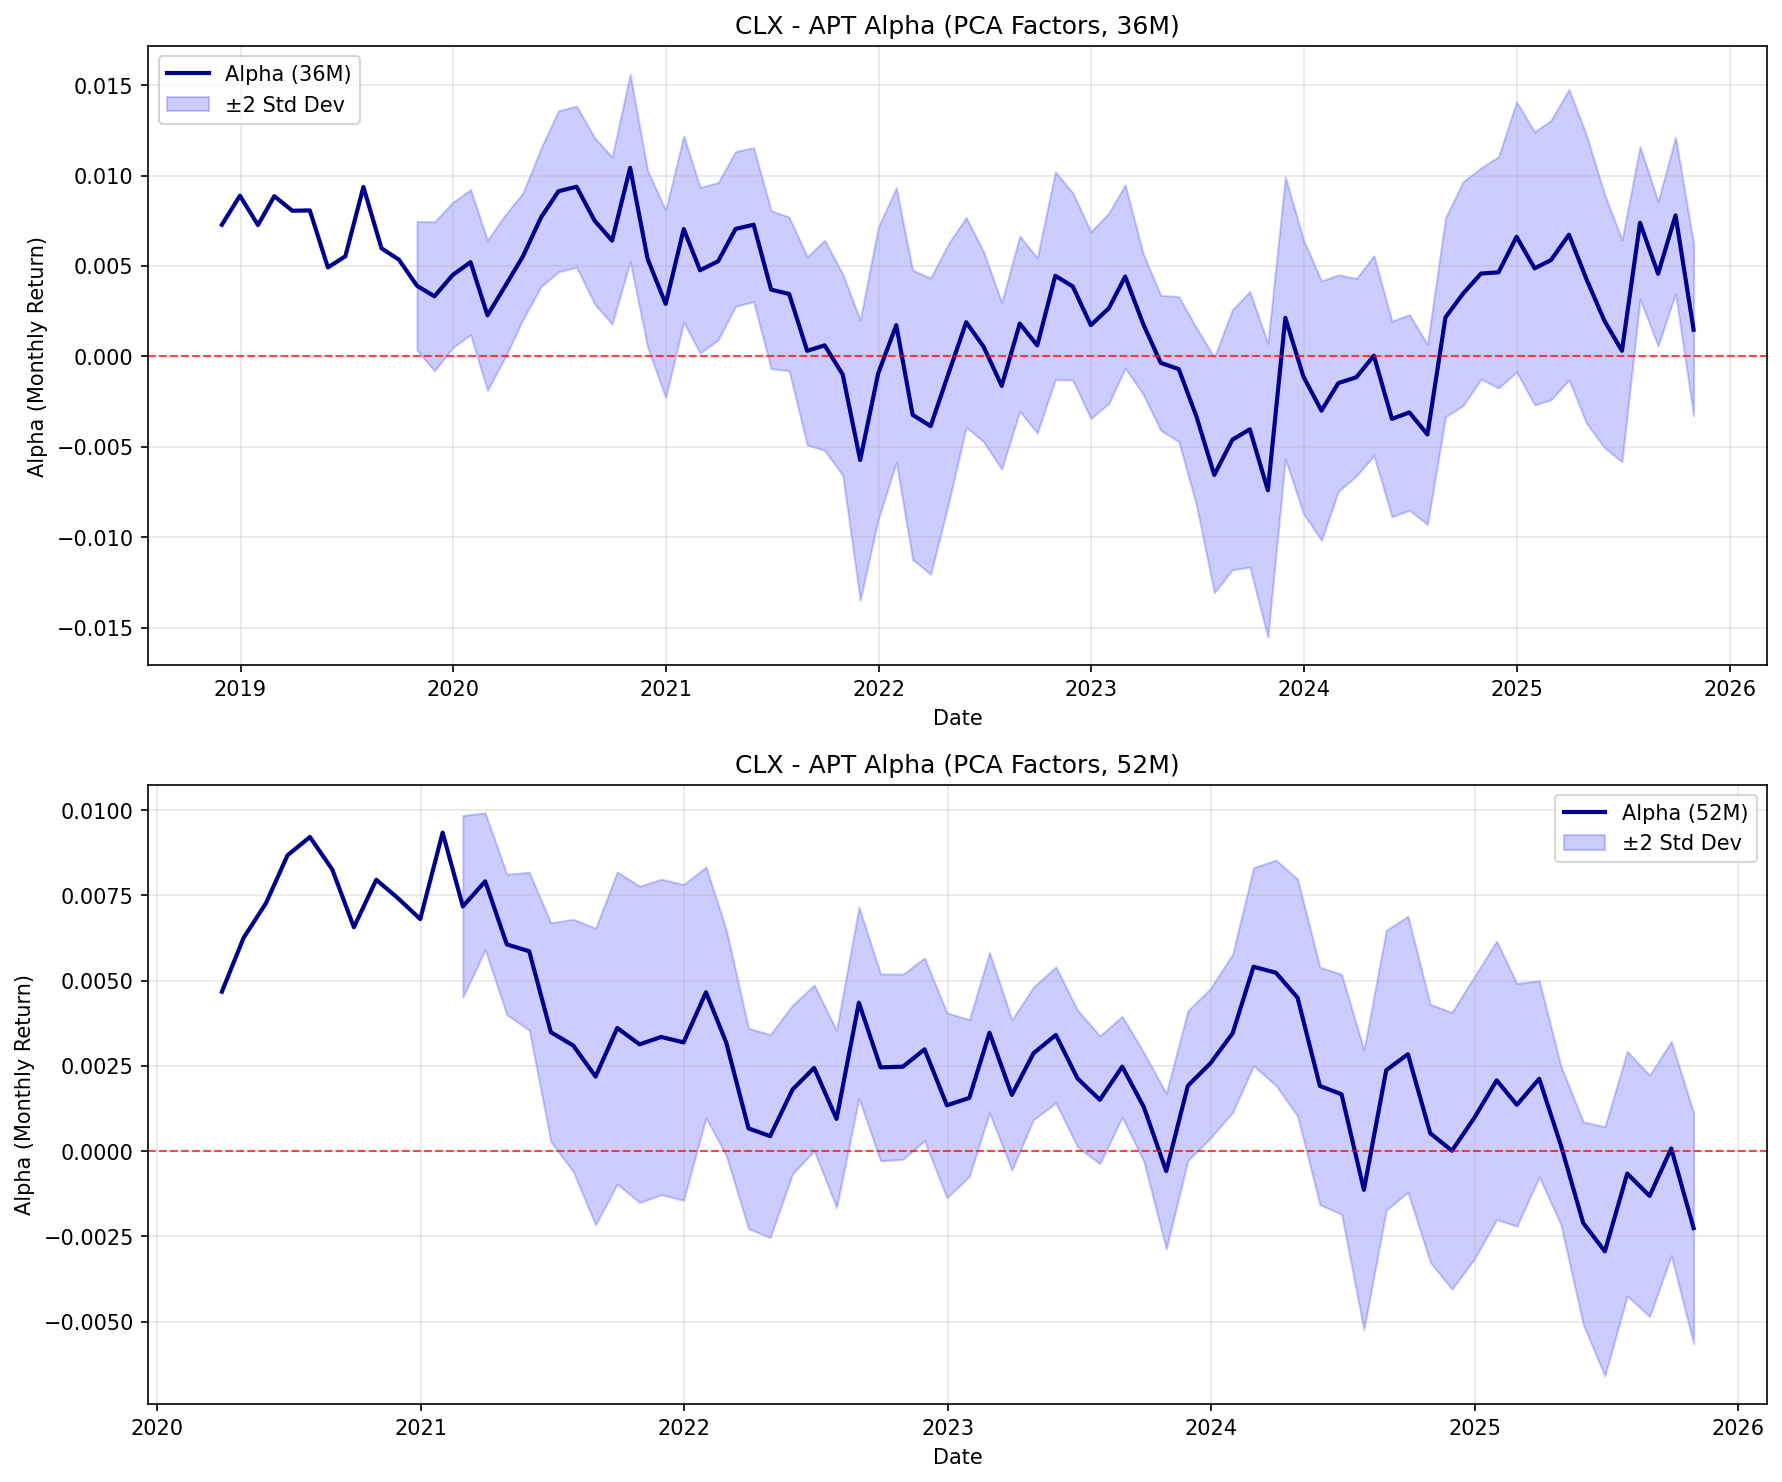 CLX - APT Alpha (PCA Factors, 36M)
Alpha (36M)
±2 Std Dev
Alpha (Monthly Return)
0.015
0.010
0.005
0.000
−0.005
−0.010
−0.015
2019 2020 2021 2022 2023 2024 2025 2026
Date
CLX - APT Alpha (PCA Factors, 52M)
Alpha (52M)
±2 Std Dev
Alpha (Monthly Return)
0.0100
0.0075
0.0050
0.0025
0.0000
−0.0025
−0.0050
2020 2021 2022 2023 2024 2025 2026
Date